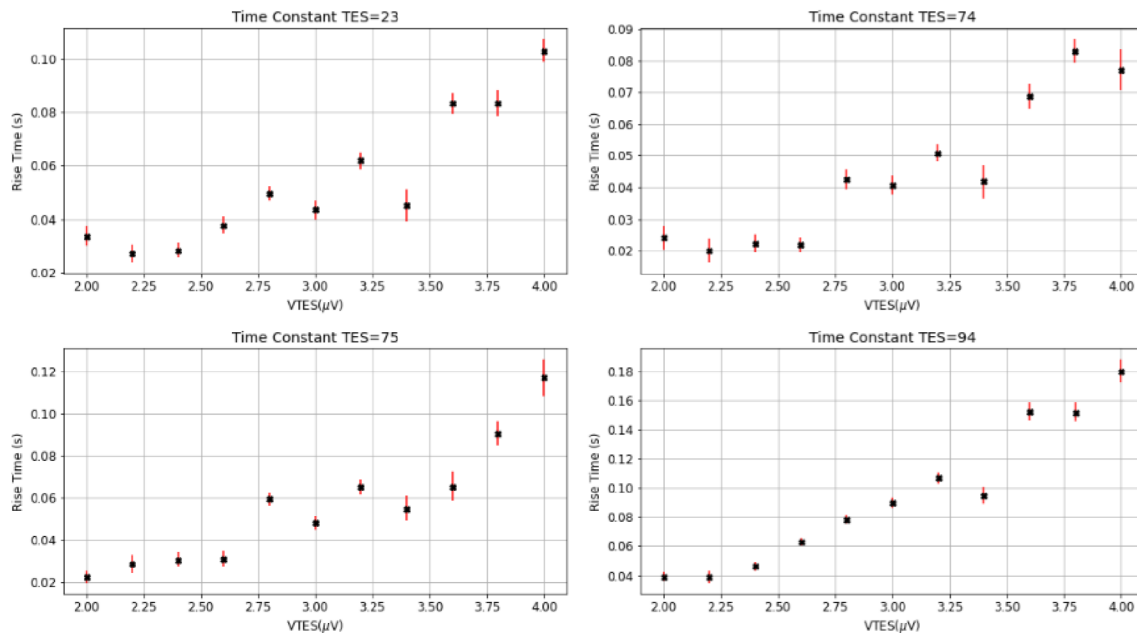 Time Constant TES=23
0.10
0.08
0.06
0.04
0.02
Rise Time (s)
2.00 2.25 2.50 2.75 3.00 3.25 3.50 3.75 4.00
VTES(μV)
Time Constant TES=74
0.09
0.08
0.07
0.06
0.05
0.04
0.03
0.02
Rise Time (s)
2.00 2.25 2.50 2.75 3.00 3.25 3.50 3.75 4.00
VTES(μV)
Time Constant TES=75
0.12
0.10
0.08
0.06
0.04
0.02
Rise Time (s)
2.00 2.25 2.50 2.75 3.00 3.25 3.50 3.75 4.00
VTES(μV)
Time Constant TES=94
0.18
0.16
0.14
0.12
0.10
0.08
0.06
0.04
Rise Time (s)
2.00 2.25 2.50 2.75 3.00 3.25 3.50 3.75 4.00
VTES(μV)